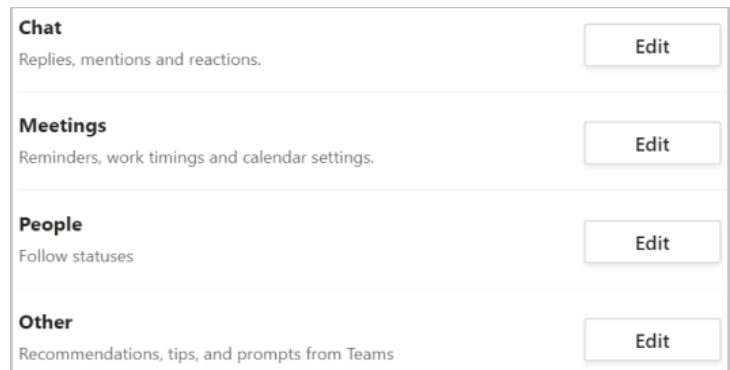 Chat
Edit
Replies, mentions and reactions.
Meetings
Edit
Reminders, work timings and calendar settings.
People
Edit
Follow statuses
Other
Edit
Recommendations, tips, and prompts from Teams